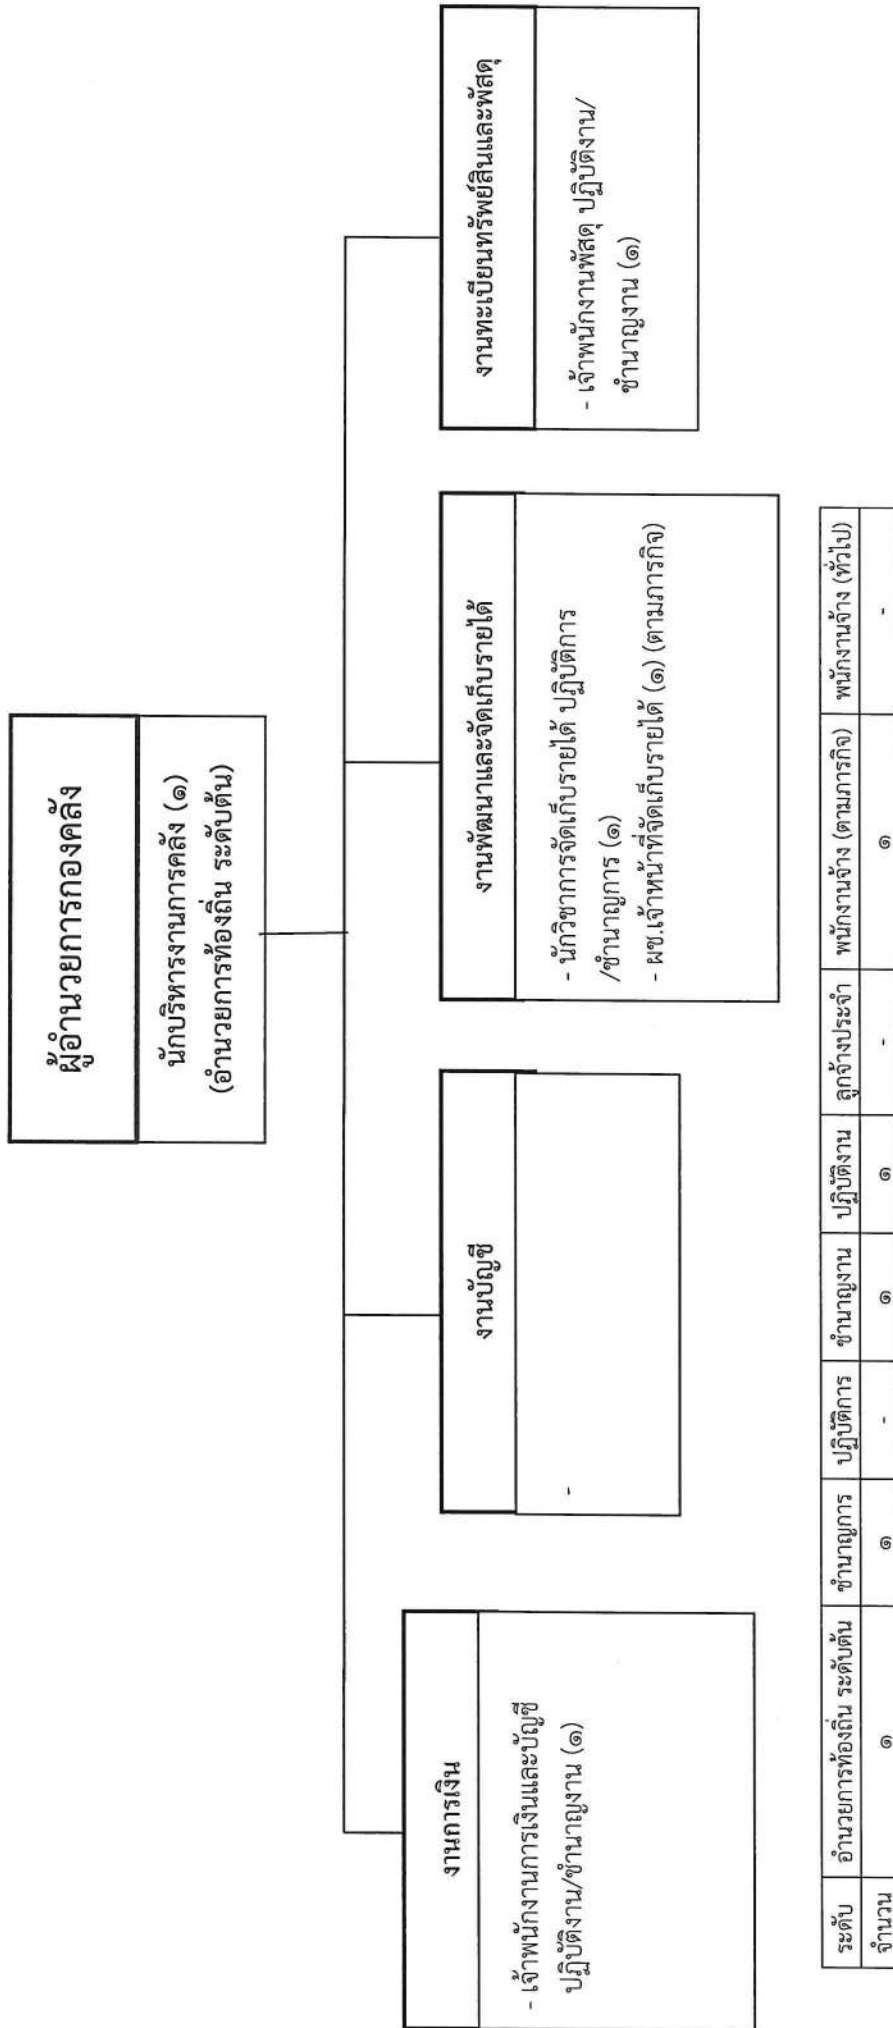 ผู้อำนวยการกองคลัง
นักบริหารงานการคลัง (๑)
(อำนวยการท้องถิ่น ระดับต้น)
งานการเงิน
- เจ้าพนักงานการเงินและบัญชี
ปฏิบัติงาน/ชำนาญงาน (๑)
งานบัญชี
-
งานพัฒนาและจัดเก็บรายได้
- นักวิชาการจัดเก็บรายได้ ปฏิบัติการ
/ชำนาญการ (๑)
- ผช.เจ้าหน้าที่จัดเก็บรายได้ (๑) (ตามภารกิจ)
งานทะเบียนทรัพย์สินและพัสดุ
- เจ้าพนักงานพัสดุ ปฏิบัติงาน/
ชำนาญงาน (๑)
ระดับ อำนวยการท้องถิ่น ระดับต้น ชำนาญการ ปฏิบัติการ ชำนาญงาน ปฏิบัติงาน ลูกจ้างประจำ พนักงานจ้าง (ตามภารกิจ) พนักงานจ้าง (ทั่วไป)
จำนวน ๑ ๑ - ๑ ๑ - ๑ -